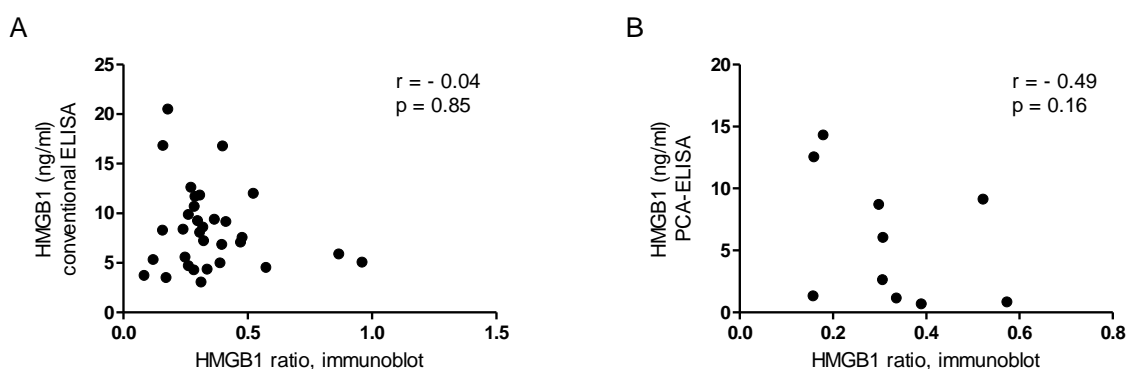 A
HMGB1 (ng/ml)
conventional ELISA
25
20
15
10
5
0
0.0
0.5
1.0
1.5
HMGB1 ratio, immunoblot
r = - 0.04
p = 0.85
B
HMGB1 (ng/ml)
PCA-ELISA
20
15
10
5
0
0.0
0.2
0.4
0.6
0.8
HMGB1 ratio, immunoblot
r = - 0.49
p = 0.16